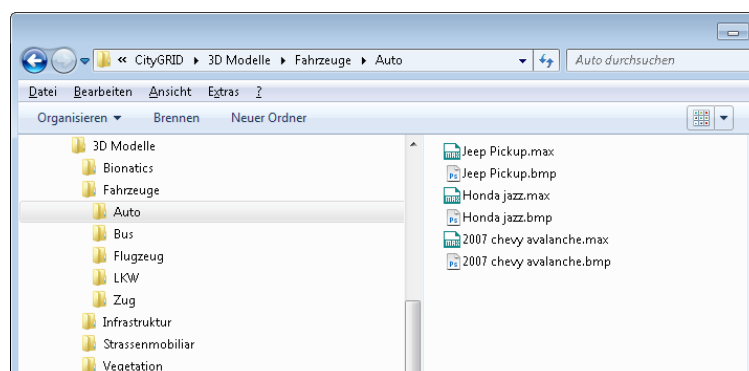 « CityGRID ▸ 3D Modelle ▸ Fahrzeuge ▸ Auto
Auto durchsuchen
Datei Bearbeiten Ansicht Extras ?
Organisieren Brennen Neuer Ordner
3D Modelle
Bionatics
Fahrzeuge
Auto
Bus
Flugzeug
LKW
Zug
Infrastruktur
Strassenmobiliar
Vegetation
Jeep Pickup.max
Jeep Pickup.bmp
Honda jazz.max
Honda jazz.bmp
2007 chevy avalanche.max
2007 chevy avalanche.bmp